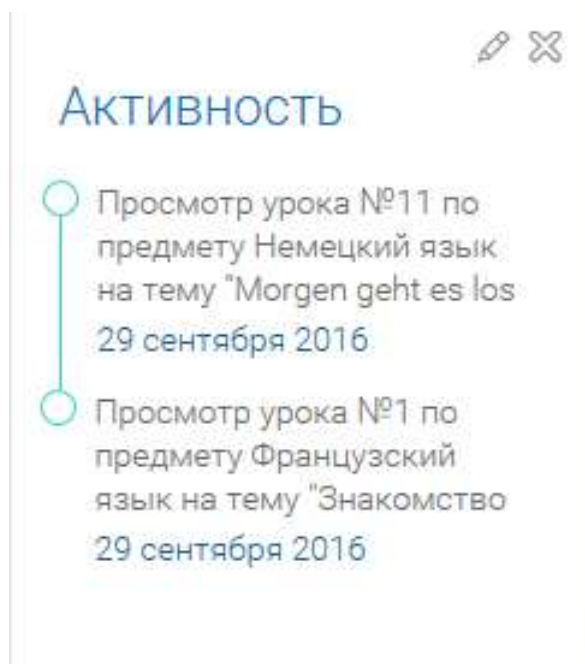 Активность
Просмотр урока №11 по
предмету Немецкий язык
на тему "Morgen geht es los
29 сентября 2016
Просмотр урока №1 по
предмету Французский
язык на тему "Знакомство
29 сентября 2016